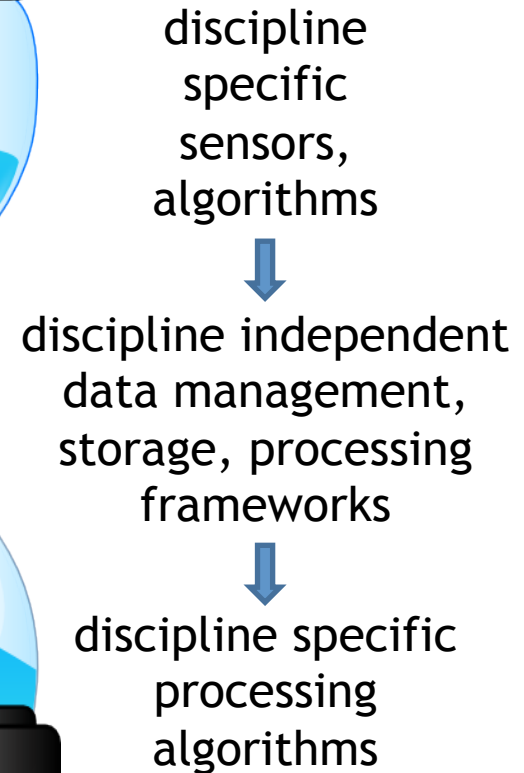 discipline
specific
sensors,
algorithms
discipline independent
data management,
storage, processing
frameworks
discipline specific
processing
algorithms